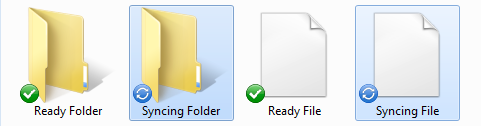 Ready Folder
Syncing Folder
Ready File
Syncing File